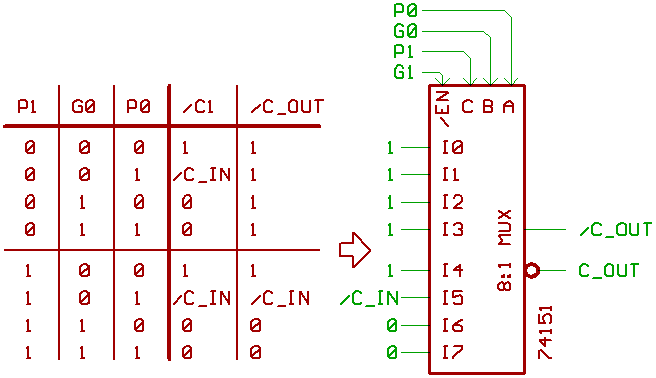 P0
G0
P1
G1
P1 G0 P0 /C1 /C_OUT
/EN C B A
0 0 0 1 1
0 0 1 /C_IN 1
0 1 0 0 1
0 1 1 0 1
1 0 0 1 1
1 0 1 /C_IN /C_IN
1 1 0 0 0
1 1 1 0 0
1 I0
1 I1
1 I2
1 I3
1 I4
/C_IN I5
0 I6
0 I7
8:1 MUX
/C_OUT
C_OUT
74151